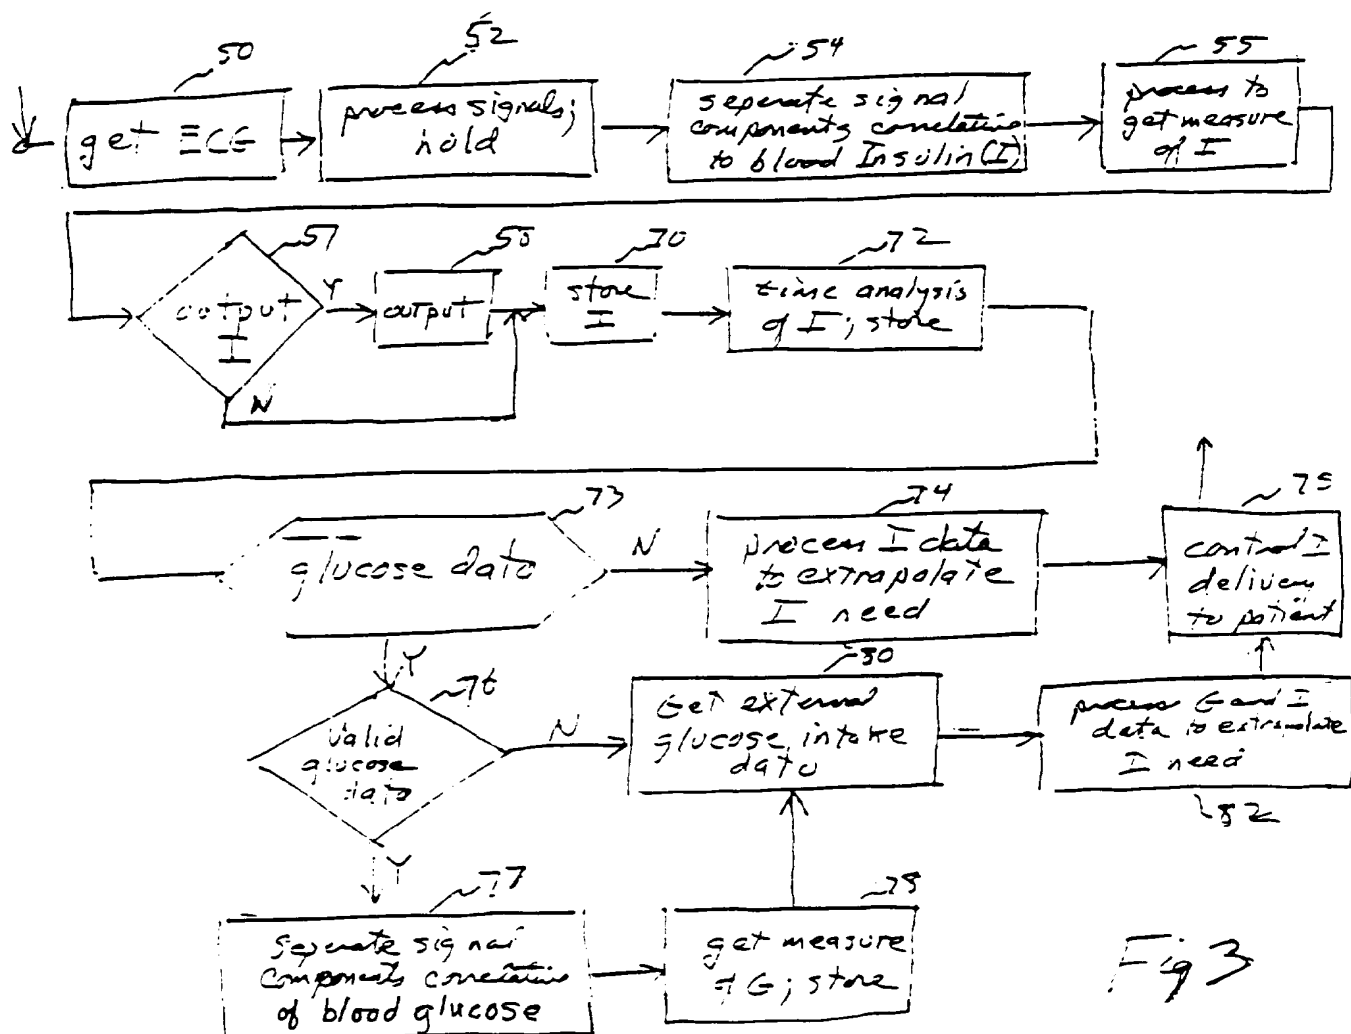 50
52
54
55
get ECG
process signals;
hold
seperate signal
components correlating
to blood Insulin (I)
process to
get measure
of I
57
58
70
72
output
I
Y
N
output
store
I
time analysis
of I; store
73
74
75
glucose data
N
Y
process I data
to extrapolate
I need
control I
delivery
to patient
76
80
82
Valid
glucose
data
N
Y
Get external
glucose intake
data
process G and I
data to extrapolate
I need
77
seperate signal
components correlating
of blood glucose
get measure
of G; store
Fig 3